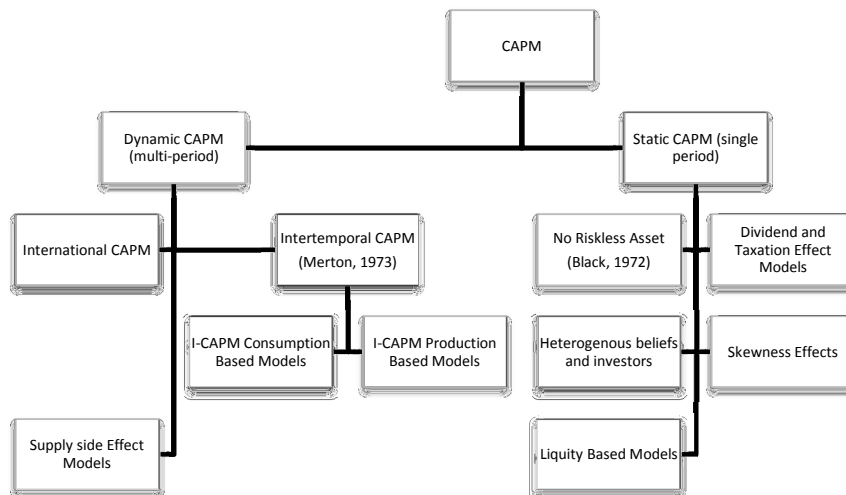 CAPM
Dynamic CAPM
(multi-period)
Static CAPM (single
period)
International CAPM
Intertemporal CAPM
(Merton, 1973)
No Riskless Asset
(Black, 1972)
Dividend and
Taxation Effect
Models
I-CAPM Consumption
Based Models
I-CAPM Production
Based Models
Heterogenous beliefs
and investors
Skewness Effects
Supply side Effect
Models
Liquity Based Models